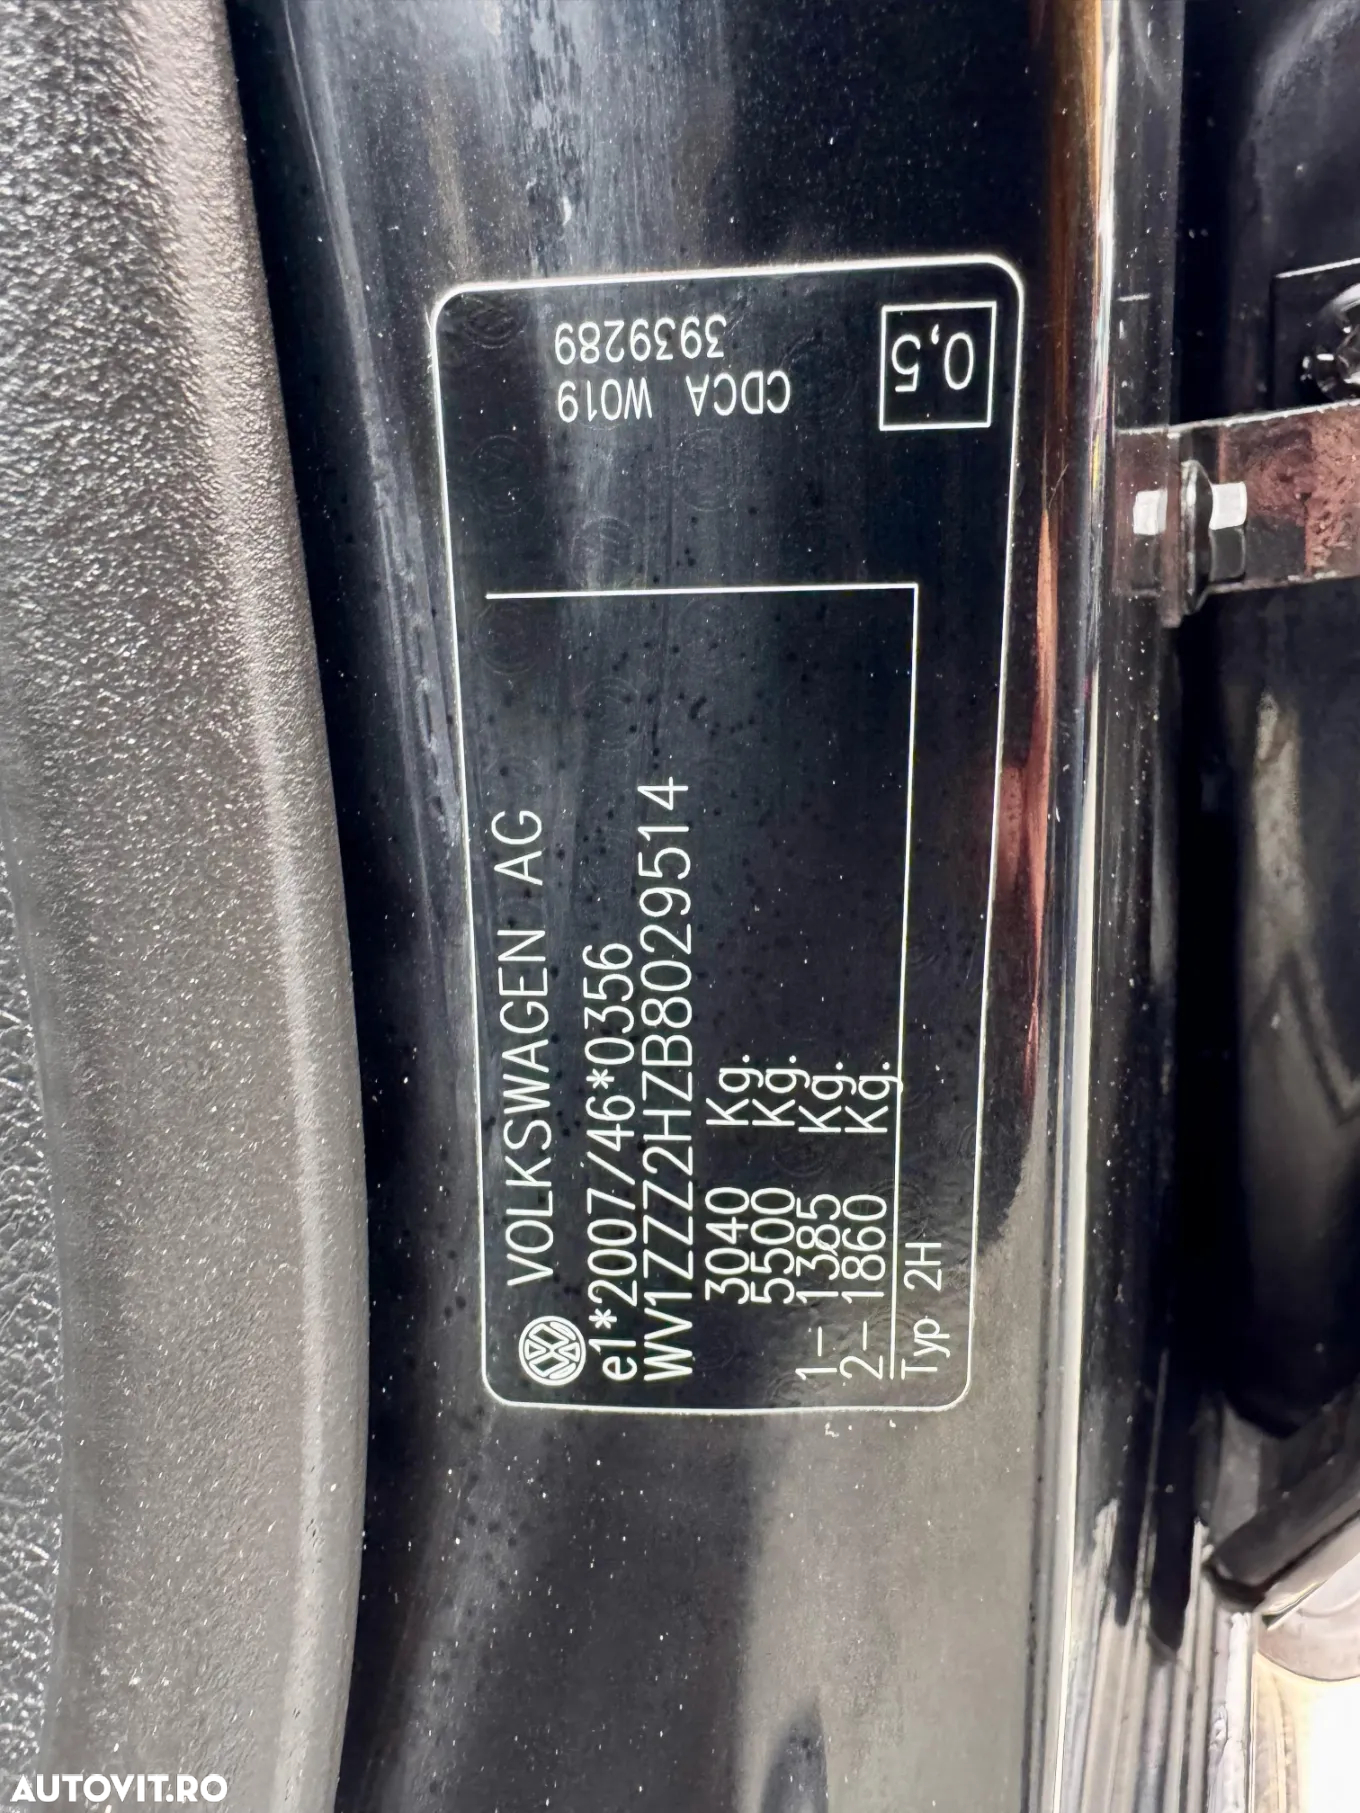 VOLKSWAGEN AG
e1*2007/46*0356
WV1ZZZ2HZB8029514
3040 Kg.
5500 Kg.
1- 1385 Kg.
2- 1860 Kg.
Typ 2H
3939289
CDCA W019
0,5
AUTOVIT.RO